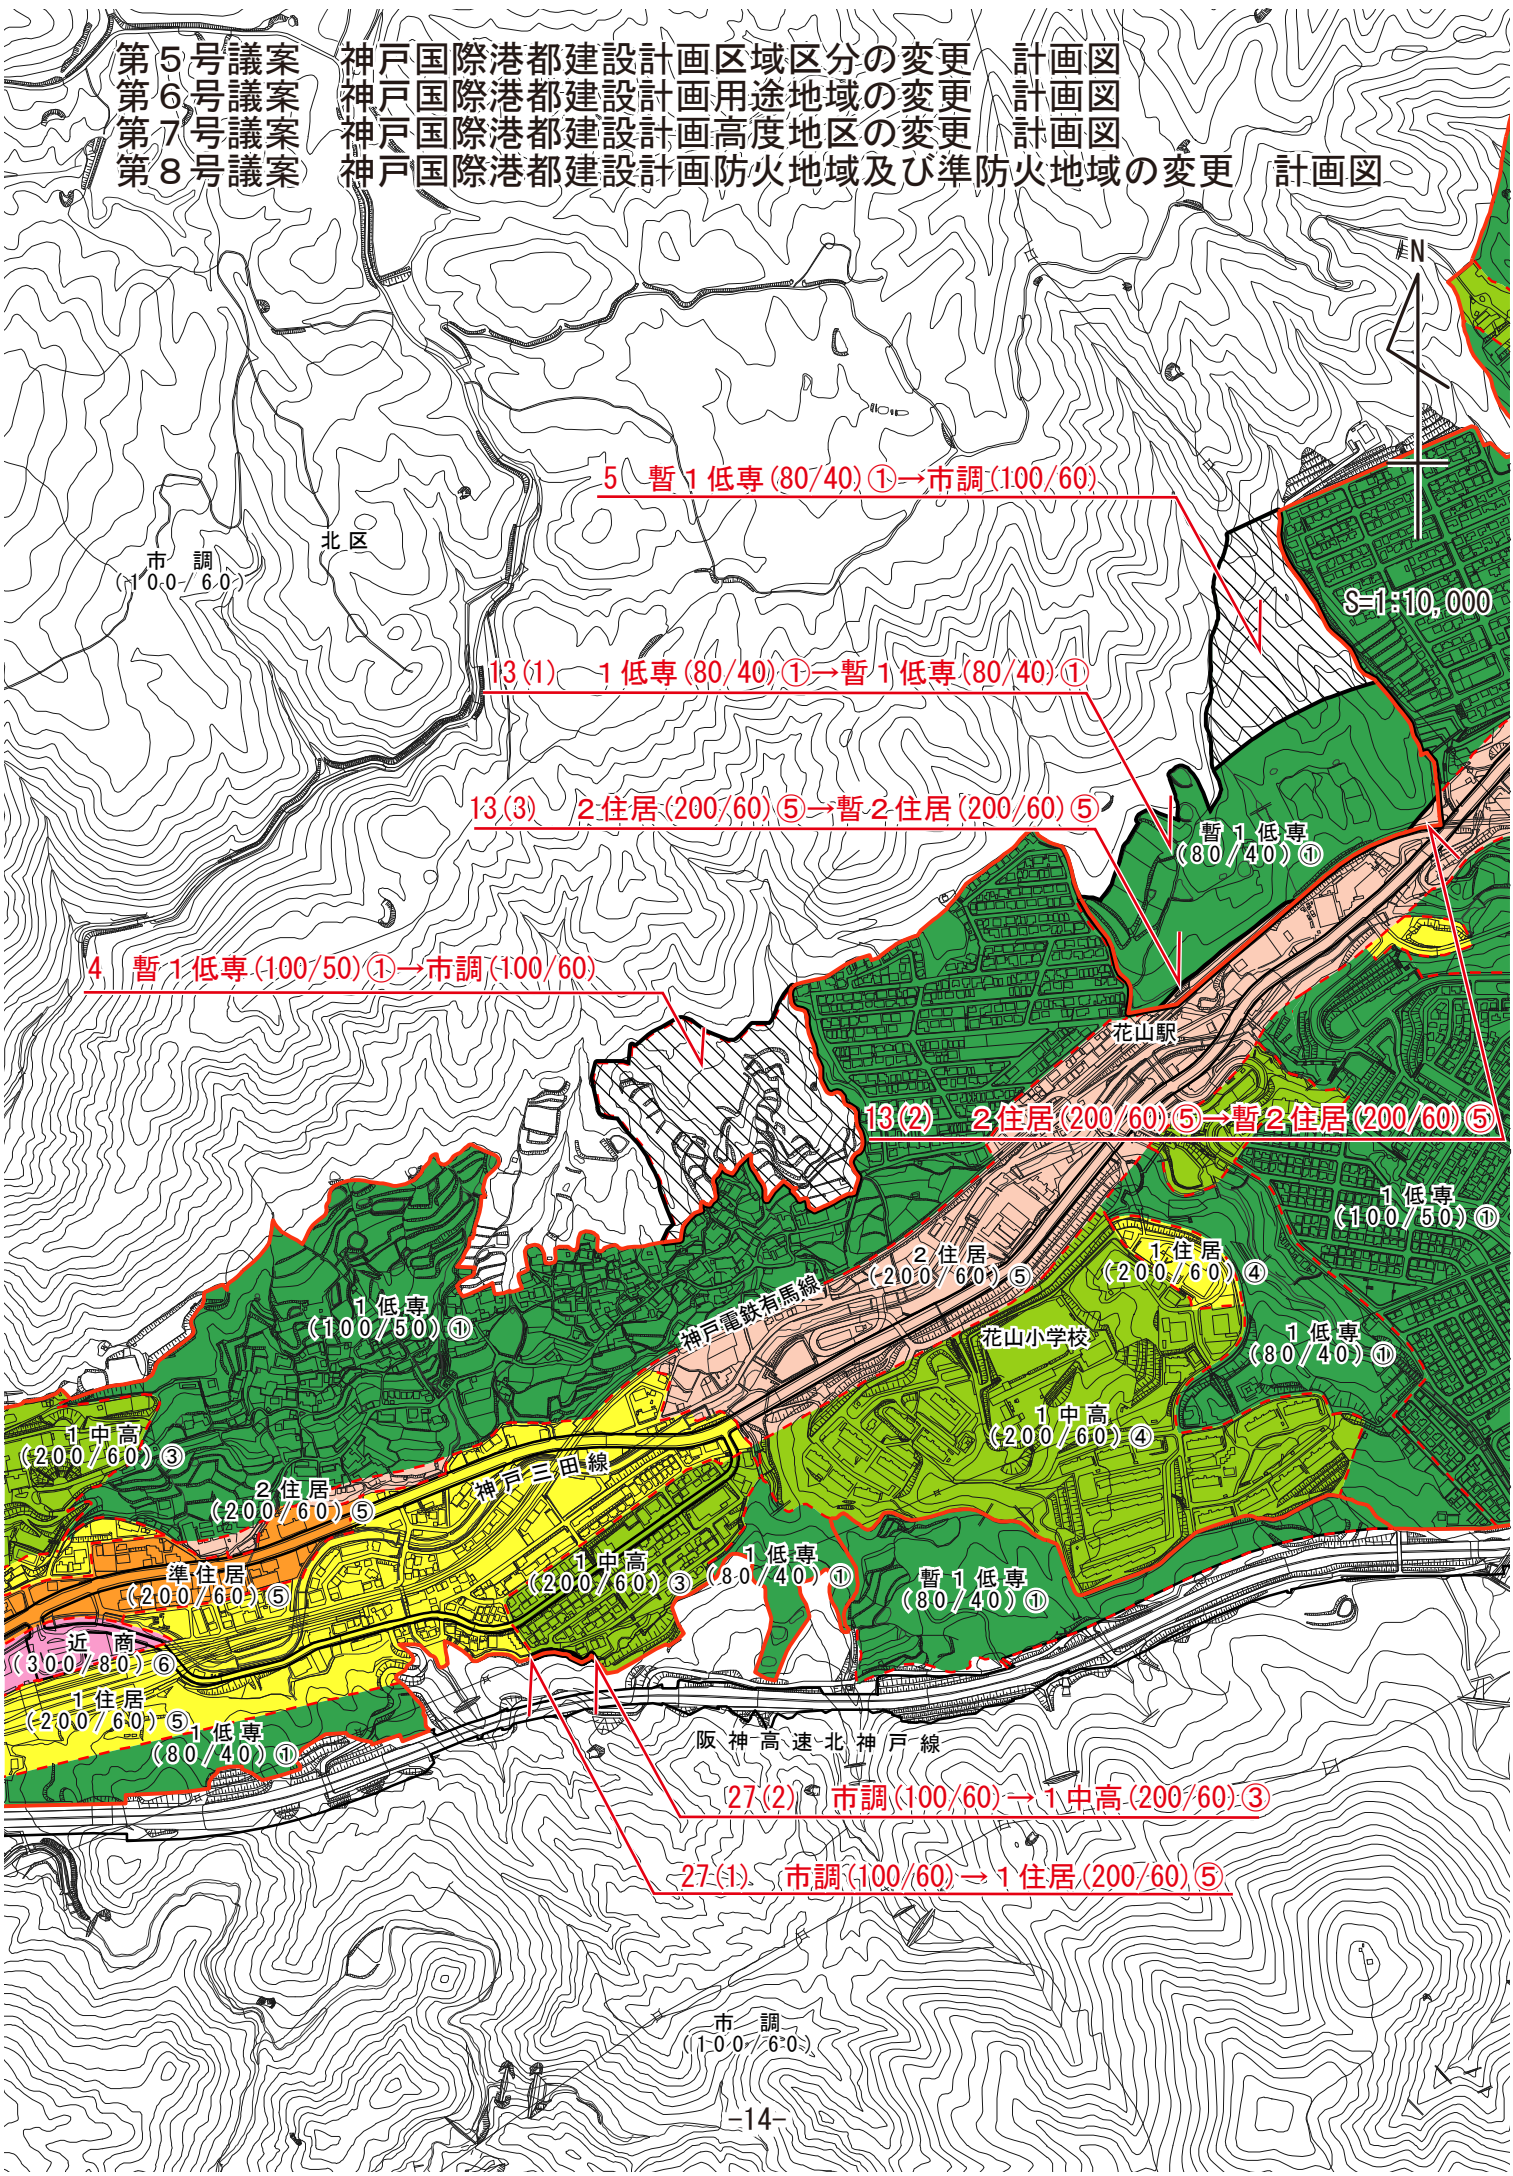 第５号議案　神戸国際港都建設計画区域区分の変更　計画図
第６号議案　神戸国際港都建設計画用途地域の変更　計画図
第７号議案　神戸国際港都建設計画高度地区の変更　計画図
第８号議案　神戸国際港都建設計画防火地域及び準防火地域の変更　計画図
N
5　暫１低専(80/40)①→市調(100/60)
北区
市　調
(100/60)
S=1:10,000
13(1)　１低専(80/40)①→暫１低専(80/40)①
13(3)　２住居(200/60)⑤→暫２住居(200/60)⑤
暫１低専
(80/40)①
4　暫１低専(100/50)①→市調(100/60)
花山駅
13(2)　２住居(200/60)⑤→暫２住居(200/60)⑤
１低専
(100/50)①
２住居
(200/60)⑤
１住居
(200/60)④
１低専
(100/50)①
神戸電鉄有馬線
花山小学校
１低専
(80/40)①
１中高
(200/60)③
１中高
(200/60)④
神戸三田線
２住居
(200/60)⑤
準住居
(200/60)⑤
１中高
(200/60)③
１低専
(80/40)①
暫１低専
(80/40)①
近　商
(300/80)⑥
１住居
(200/60)⑤
１低専
(80/40)①
阪神高速北神戸線
27(2)　市調(100/60)→１中高(200/60)③
27(1)　市調(100/60)→１住居(200/60)⑤
市　調
(100/60)
-14-